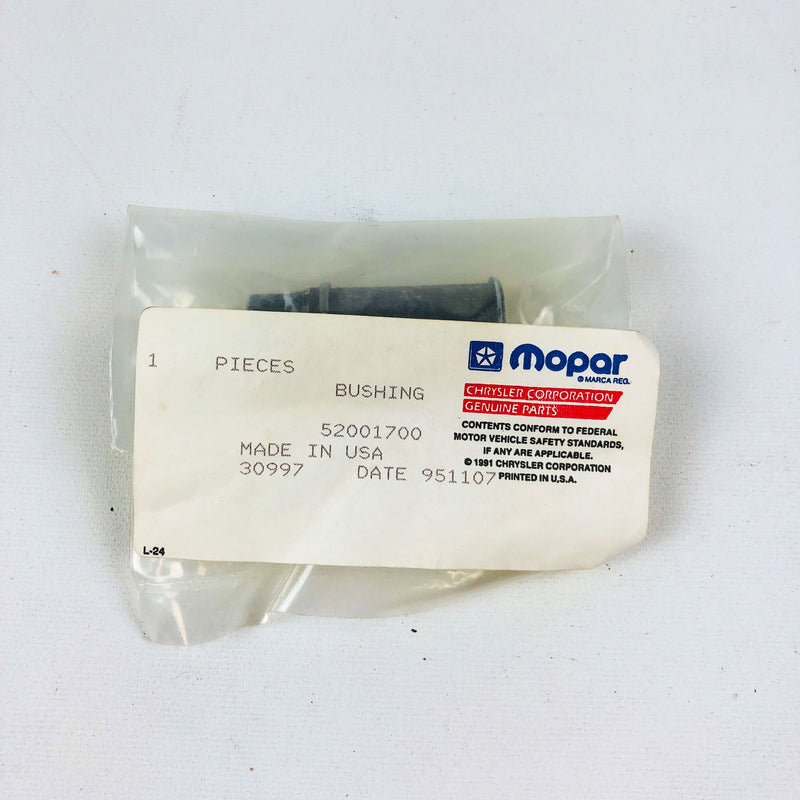 1 PIECES
BUSHING
52001700
MADE IN USA
30997 DATE 951107
L-24
Mopar
® MARCA REG.
CHRYSLER CORPORATION
GENUINE PARTS
CONTENTS CONFORM TO FEDERAL
MOTOR VEHICLE SAFETY STANDARDS,
IF ANY ARE APPLICABLE.
© 1991 CHRYSLER CORPORATION
PRINTED IN U.S.A.